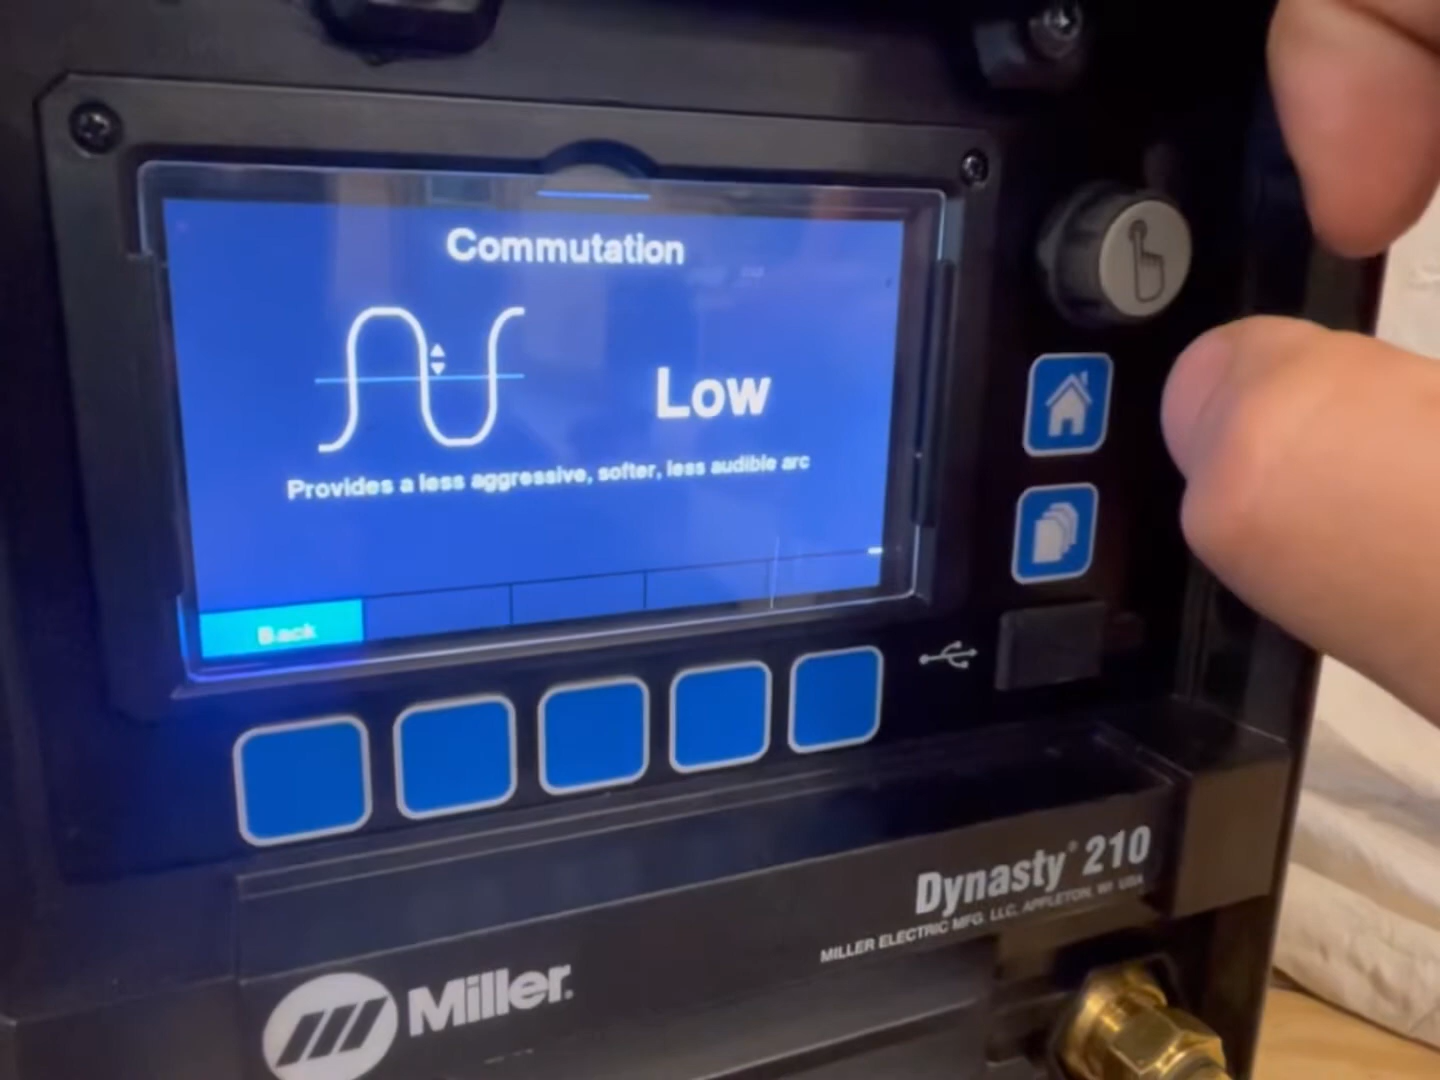 Commutation
Low
Provides a less aggressive, softer, less audible arc
Back
Dynasty® 210
MILLER ELECTRIC MFG. LLC. APPLETON, WI USA
Miller®